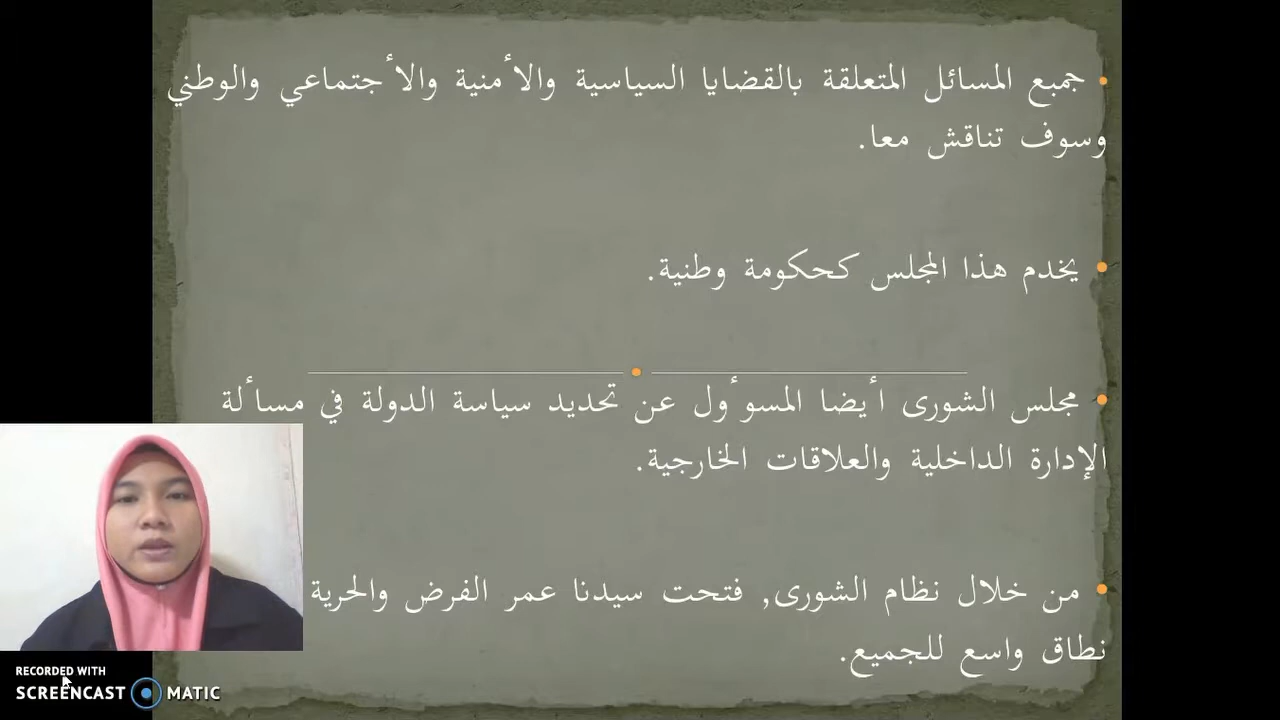 • جمبع المسائل المتعلقة بالقضايا السياسية والأمنية والأجتماعي والوطني
وسوف تناقش معا.
• يخدم هذا المجلس كحكومة وطنية.
• مجلس الشورى أيضا المسوٴول عن تحديد سياسة الدولة في مسألة
الإدارة الداخلية والعلاقات الخارجية.
• من خلال نظام الشورى, فتحت سيدنا عمر الفرض والحرية
نطاق واسع للجميع.
RECORDED WITH
SCREENCAST MATIC